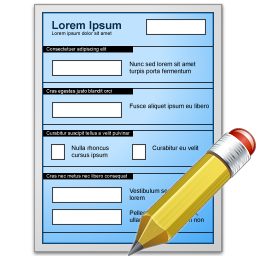 Lorem Ipsum
Lorem ipsum dolor sit amet
Consectetuer adipiscing elit
Nunc sed lorem sit amet
turpis porta fermentum
Cras egestas justo blandit orci
Fusce aliquet ipsum eu libero
Curabitur suscipit tellus a velit pulvinar
Nulla rhoncus
cursus ipsum
Curabitur eu velit
Cras nec metus nec libero consequat
Vestibulum
lorem